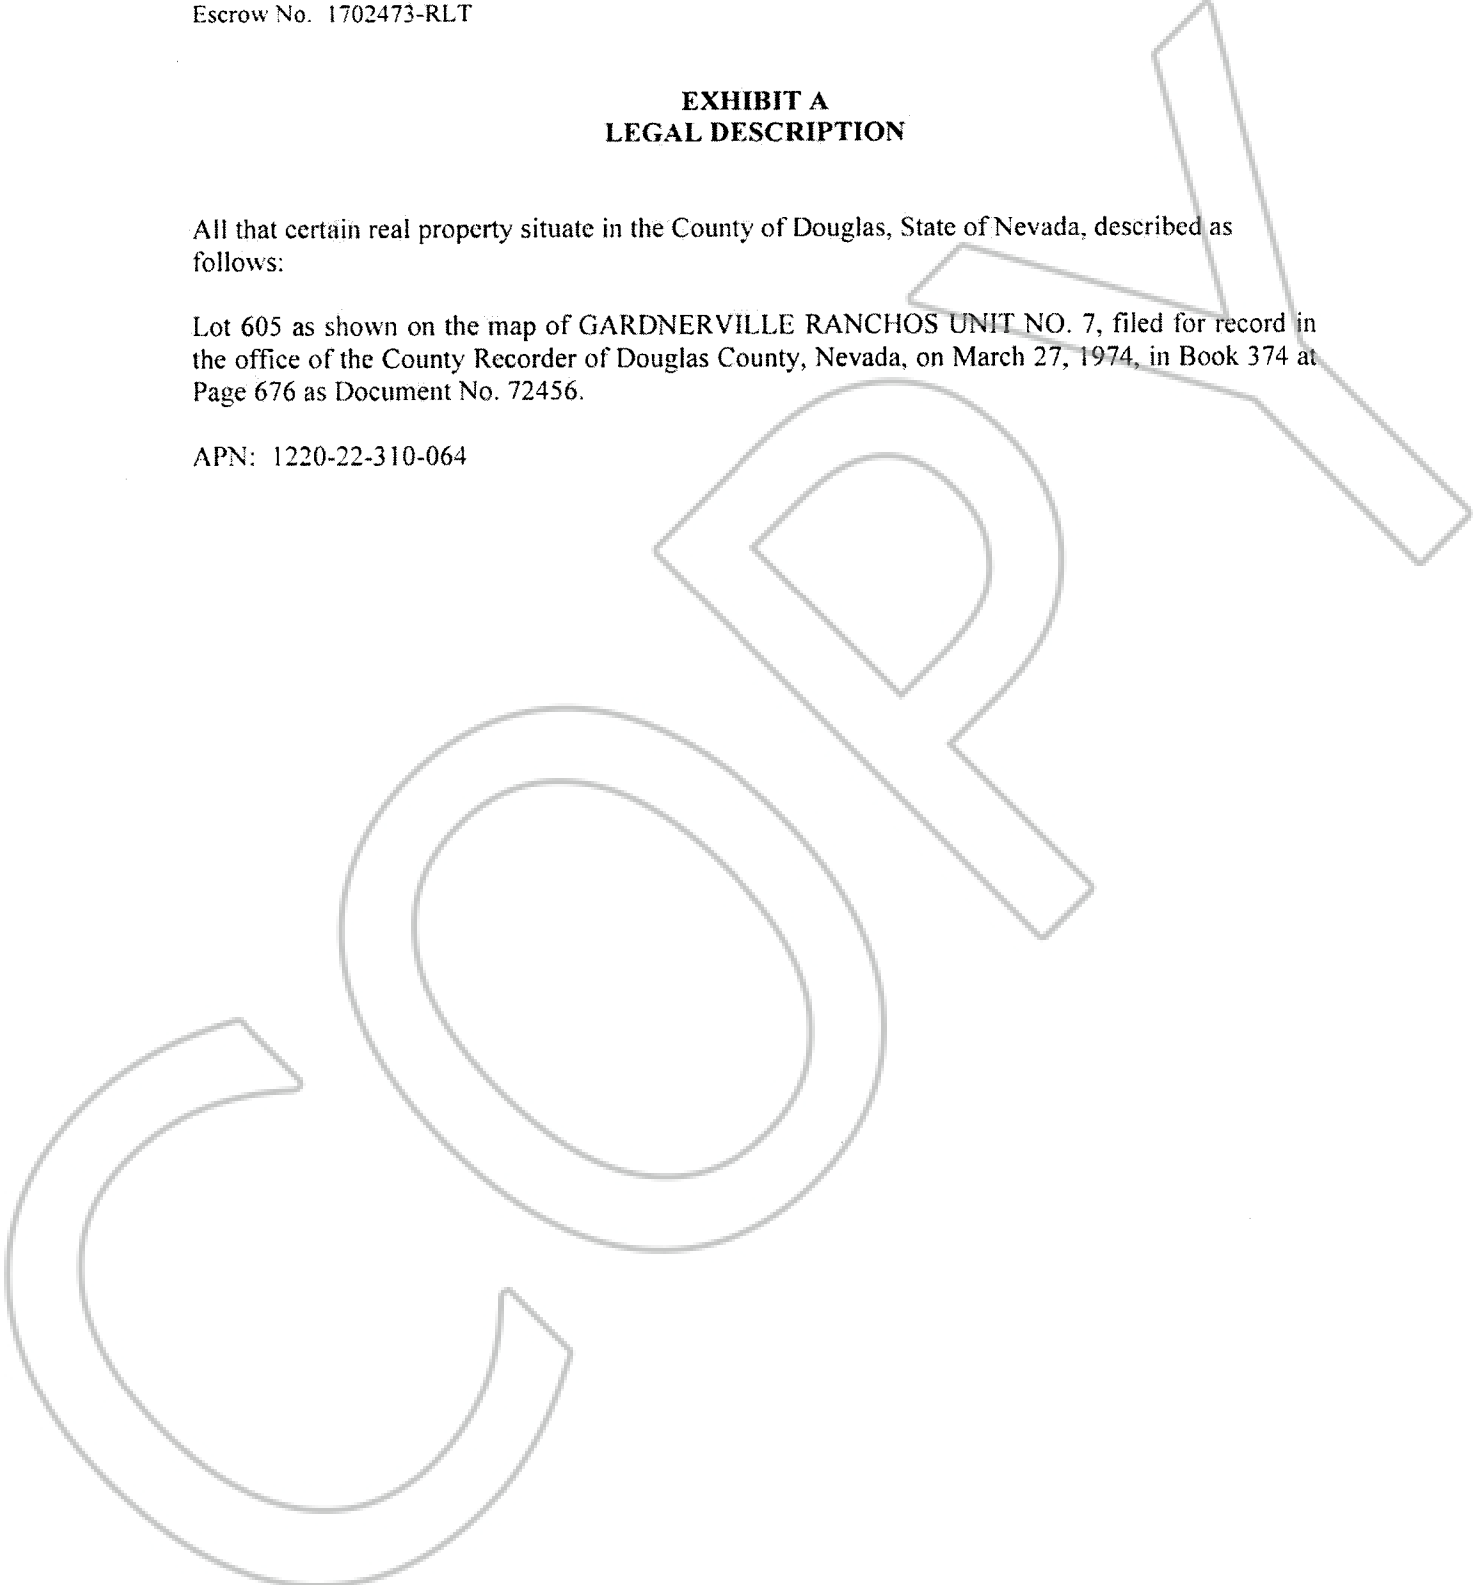 Escrow No. 1702473-RLT
EXHIBIT A
LEGAL DESCRIPTION
All that certain real property situate in the County of Douglas, State of Nevada, described as
follows:
Lot 605 as shown on the map of GARDNERVILLE RANCHOS UNIT NO. 7, filed for record in
the office of the County Recorder of Douglas County, Nevada, on March 27, 1974, in Book 374 at
Page 676 as Document No. 72456.
APN: 1220-22-310-064
COPY